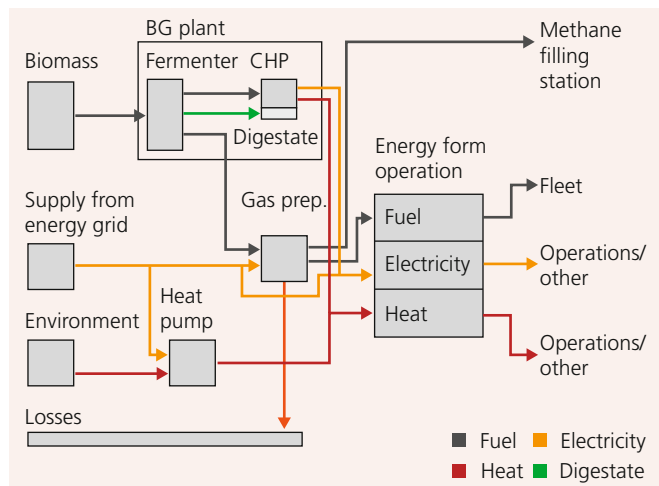 BG plant
Methane
filling
station
Biomass
Fermenter
CHP
Digestate
Energy form
operation
Supply from
energy grid
Gas prep.
Fuel
Fleet
Electricity
Operations/
other
Environment
Heat
pump
Heat
Operations/
other
Losses
Fuel
Electricity
Heat
Digestate